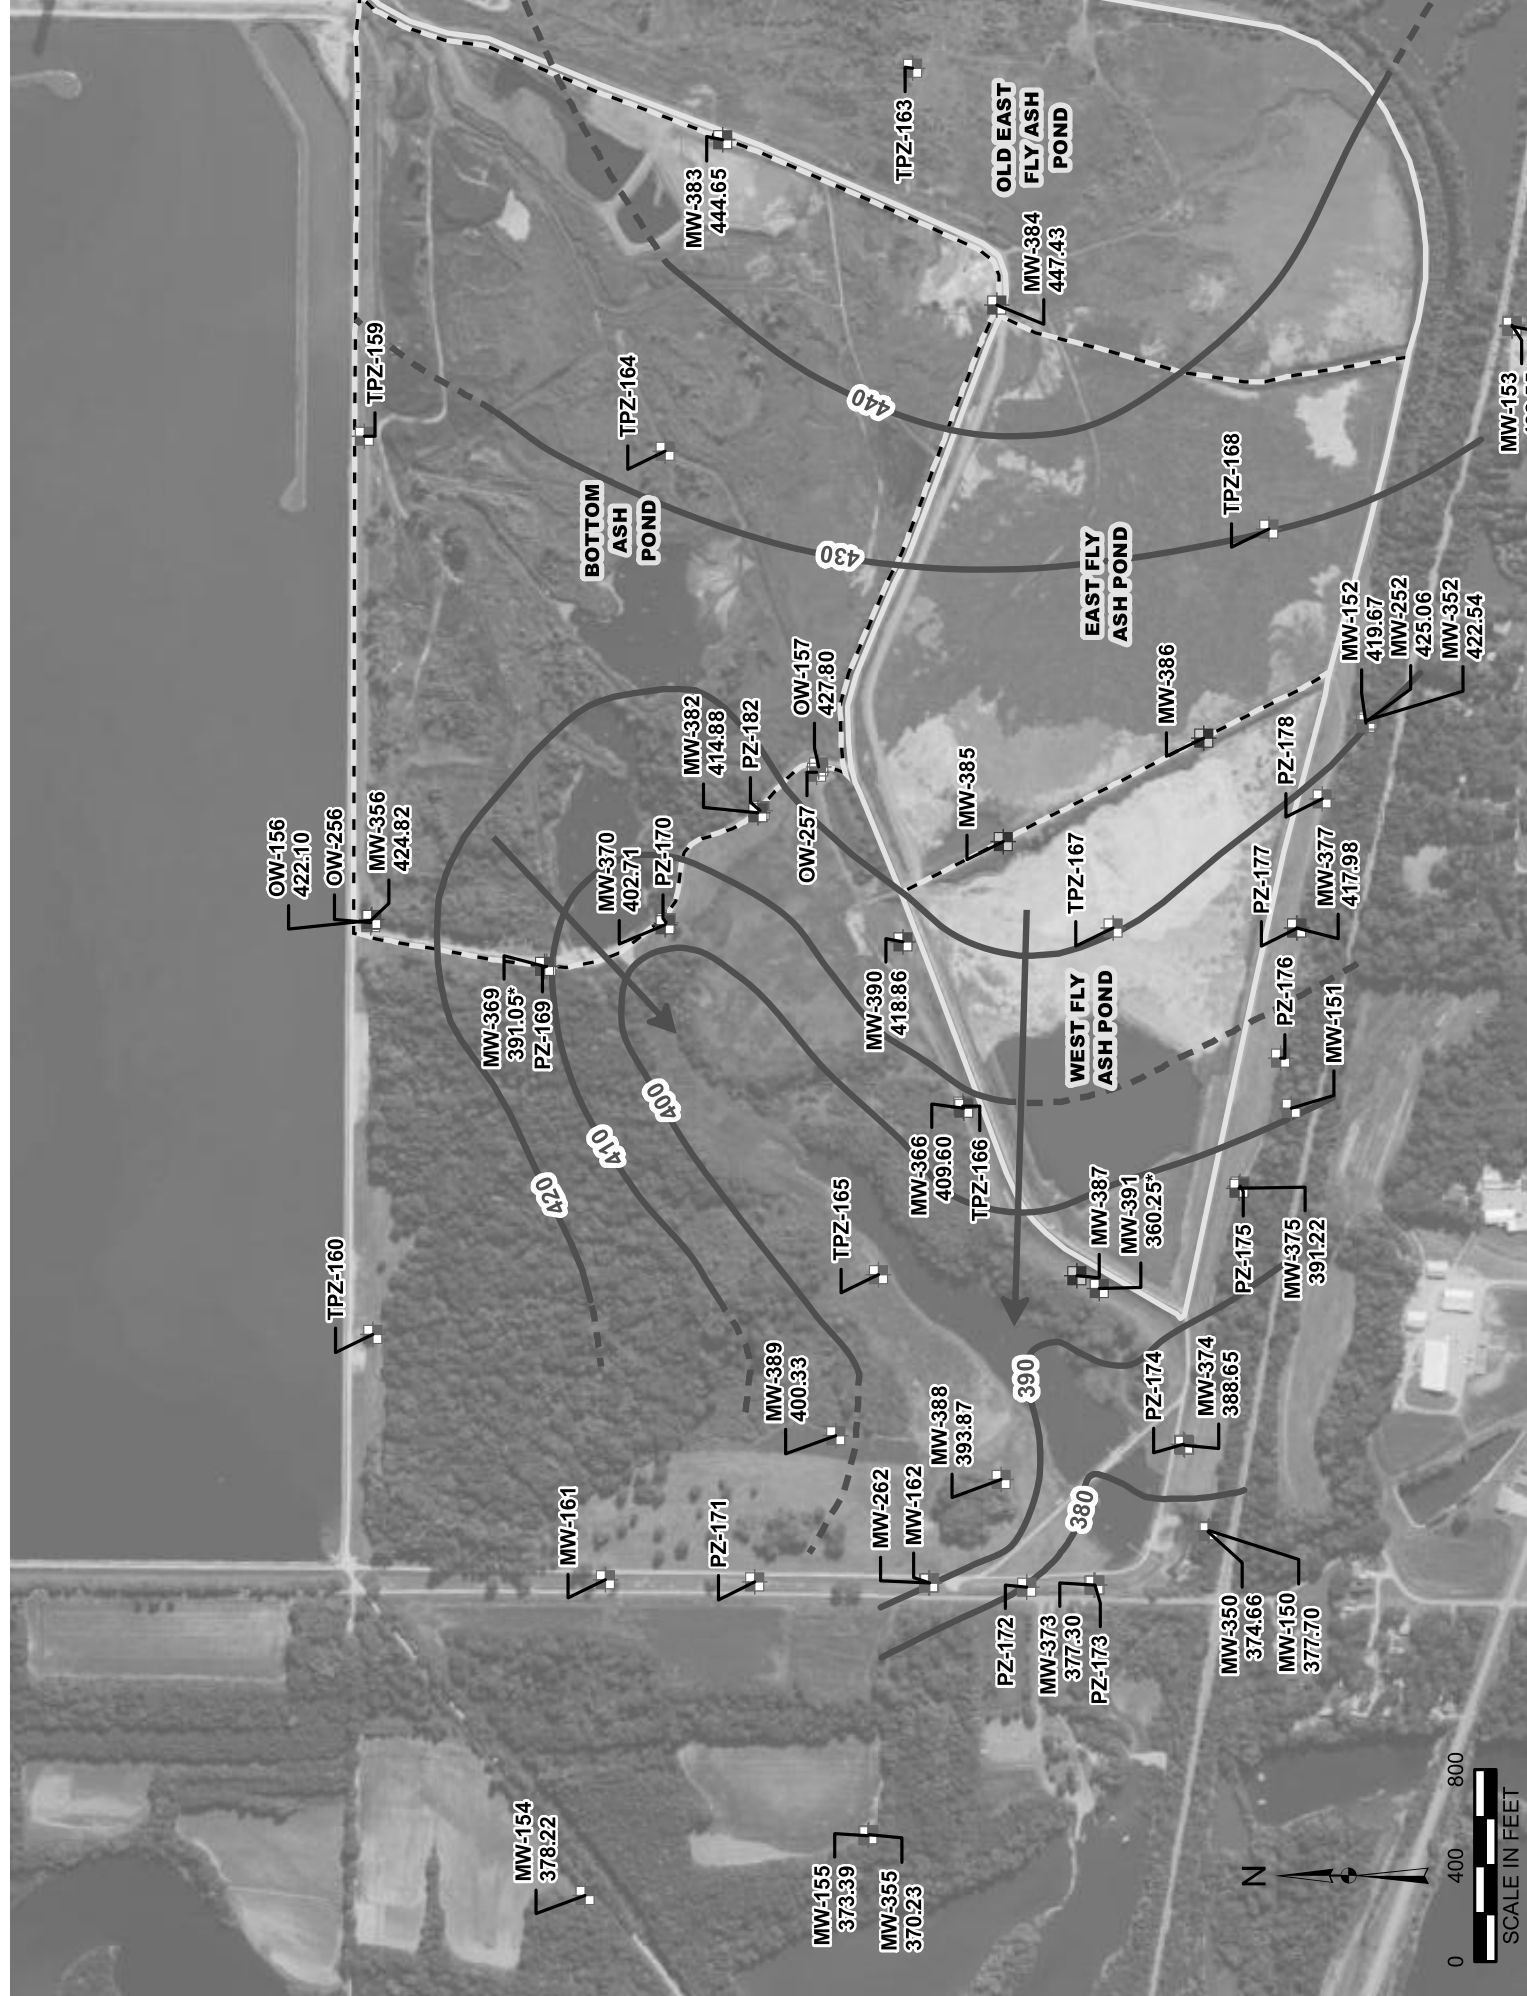 TPZ-163
OLD EAST
FLY ASH
POND
MW-383
444.65
MW-384
447.43
TPZ-159
TPZ-164
440
MW-153
TPZ-168
BOTTOM
ASH
POND
430
EAST FLY
ASH POND
MW-152
419.67
MW-252
425.06
MW-352
422.54
OW-157
427.80
MW-382
414.88
PZ-182
MW-386
PZ-178
OW-156
422.10
OW-256
MW-356
424.82
MW-370
402.71
PZ-170
OW-257
MW-385
TPZ-167
PZ-177
MW-377
417.98
MW-369
391.05*
PZ-169
MW-390
418.86
WEST FLY
ASH POND
PZ-176
MW-151
400
410
420
MW-366
409.60
TPZ-166
TPZ-165
MW-387
MW-391
360.25*
PZ-175
MW-375
391.22
TPZ-160
MW-389
400.33
390
MW-388
393.87
PZ-174
MW-374
388.65
380
MW-161
PZ-171
MW-262
MW-162
PZ-172
MW-373
377.30
PZ-173
MW-350
374.66
MW-150
377.70
MW-154
378.22
MW-155
373.39
MW-355
370.23
N
0
400
800
SCALE IN FEET